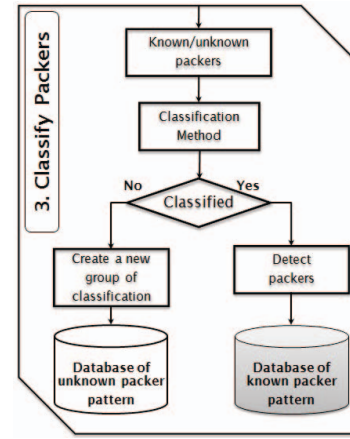 3. Classify Packers
Known/unknown
packers
Classification
Method
No
Yes
Classified
Create a new
group of
classification
Detect
packers
Database of
unknown packer
pattern
Database of
known packer
pattern